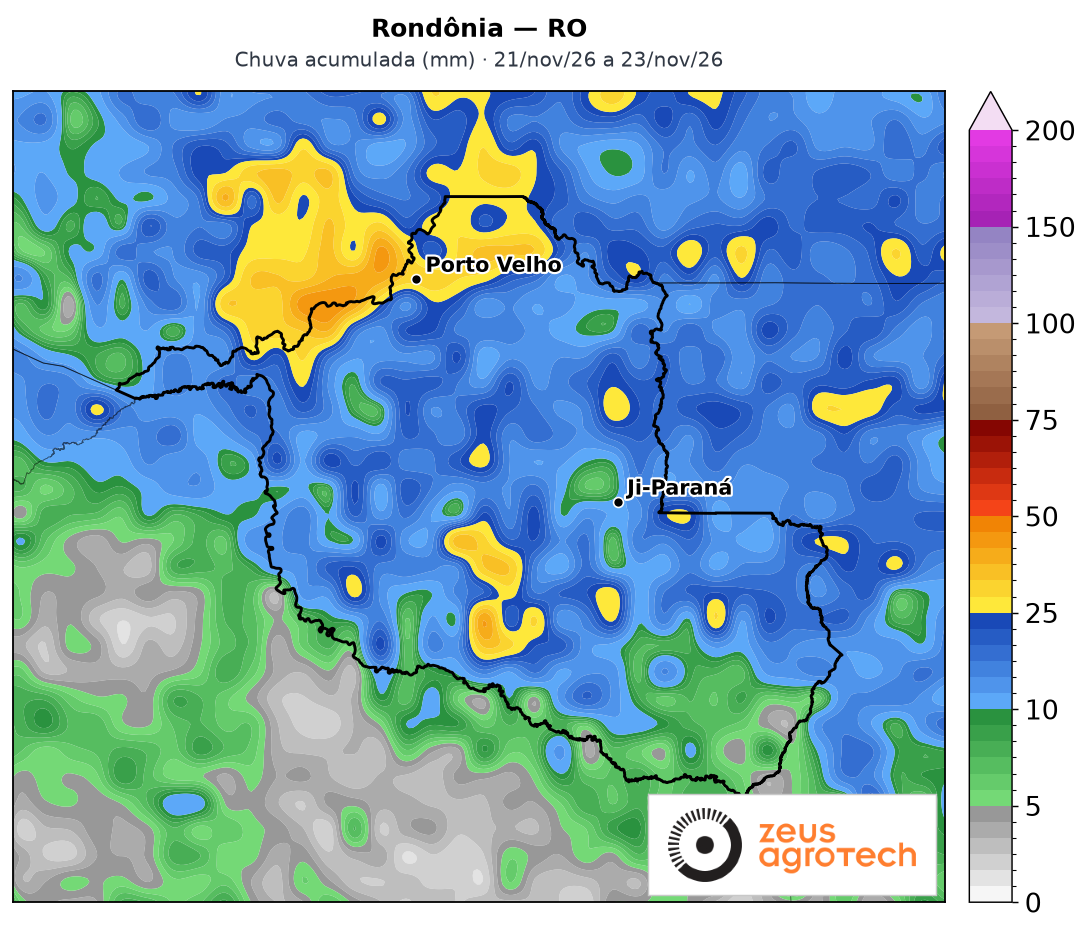 Rondônia — RO
Chuva acumulada (mm) · 21/nov/26 a 23/nov/26
Porto Velho
Ji-Paraná
200
150
100
75
50
25
10
5
0
zeus
agrotech